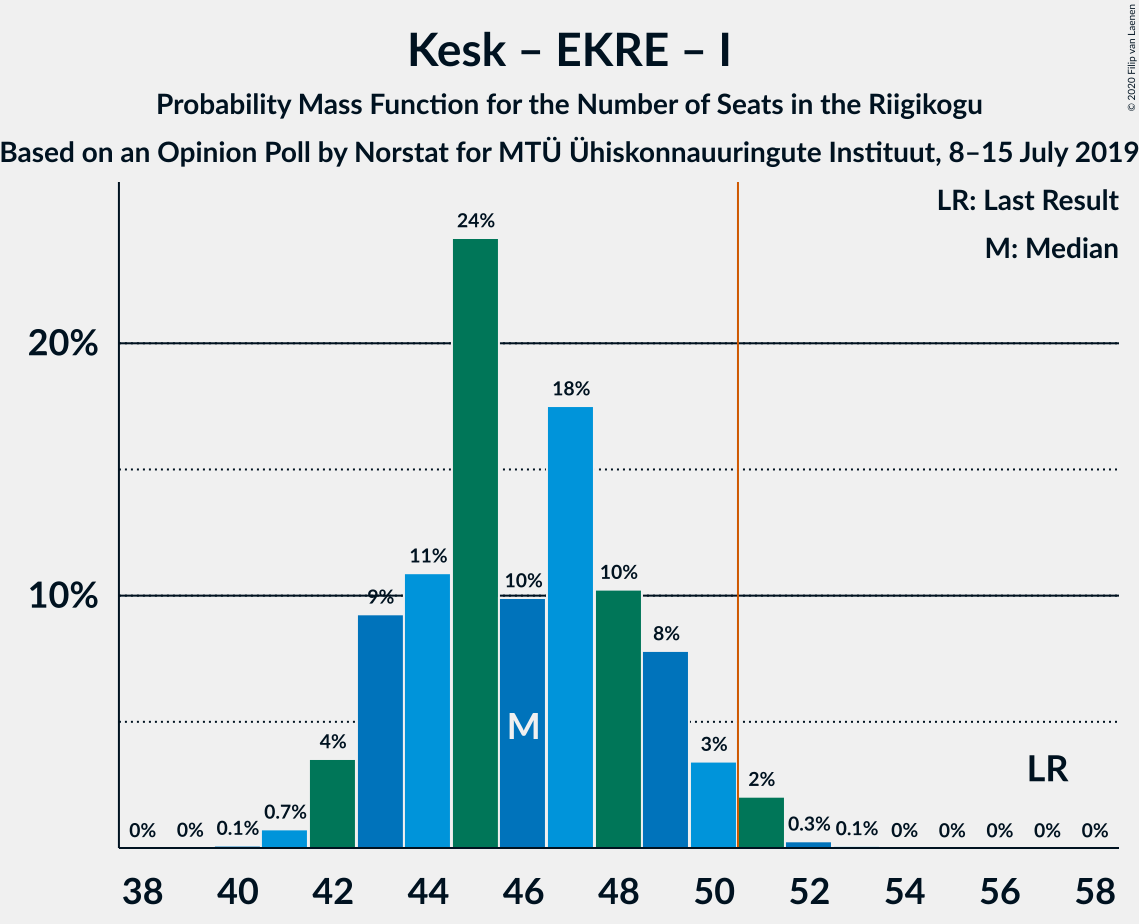 Kesk – EKRE – I
Probability Mass Function for the Number of Seats in the Riigikogu
Based on an Opinion Poll by Norstat for MTÜ Ühiskonnauuringute Instituut, 8–15 July 2019
© 2020 Filip van Laenen
LR: Last Result
M: Median
24%
20%
18%
11%
10%
10%
10%
9%
8%
M
4%
3%
2%
LR
0% 0% 0.1% 0.7% 0.3% 0.1% 0% 0% 0% 0% 0%
38 40 42 44 46 48 50 52 54 56 58